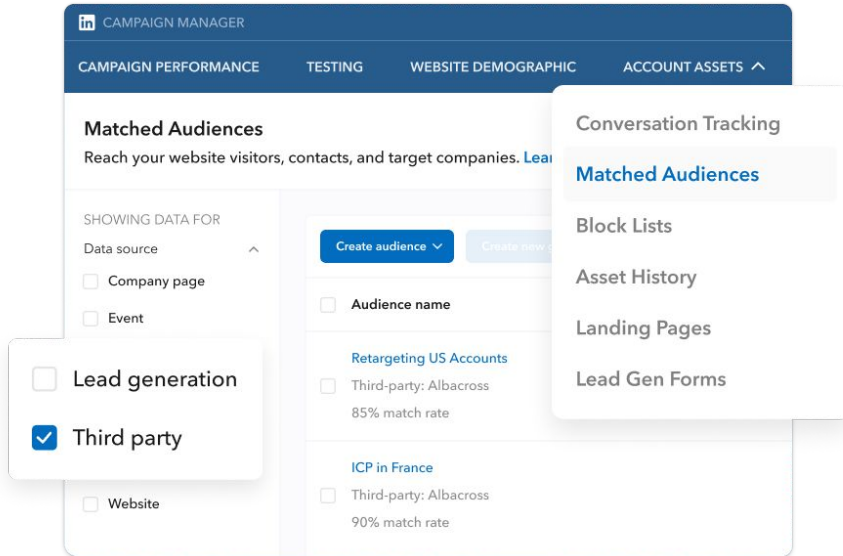 in CAMPAIGN MANAGER
CAMPAIGN PERFORMANCE TESTING WEBSITE DEMOGRAPHIC ACCOUNT ASSETS
Conversation Tracking
Matched Audiences
Block Lists
Asset History
Landing Pages
Lead Gen Forms
Matched Audiences
Reach your website visitors, contacts, and target companies.
SHOWING DATA FOR
Data source
Company page
Event
Lead generation
Third party
Website
Create audience
Create new
Audience name
Retargeting US Accounts
Third-party: Albacross
85% match rate
ICP in France
Third-party: Albacross
90% match rate